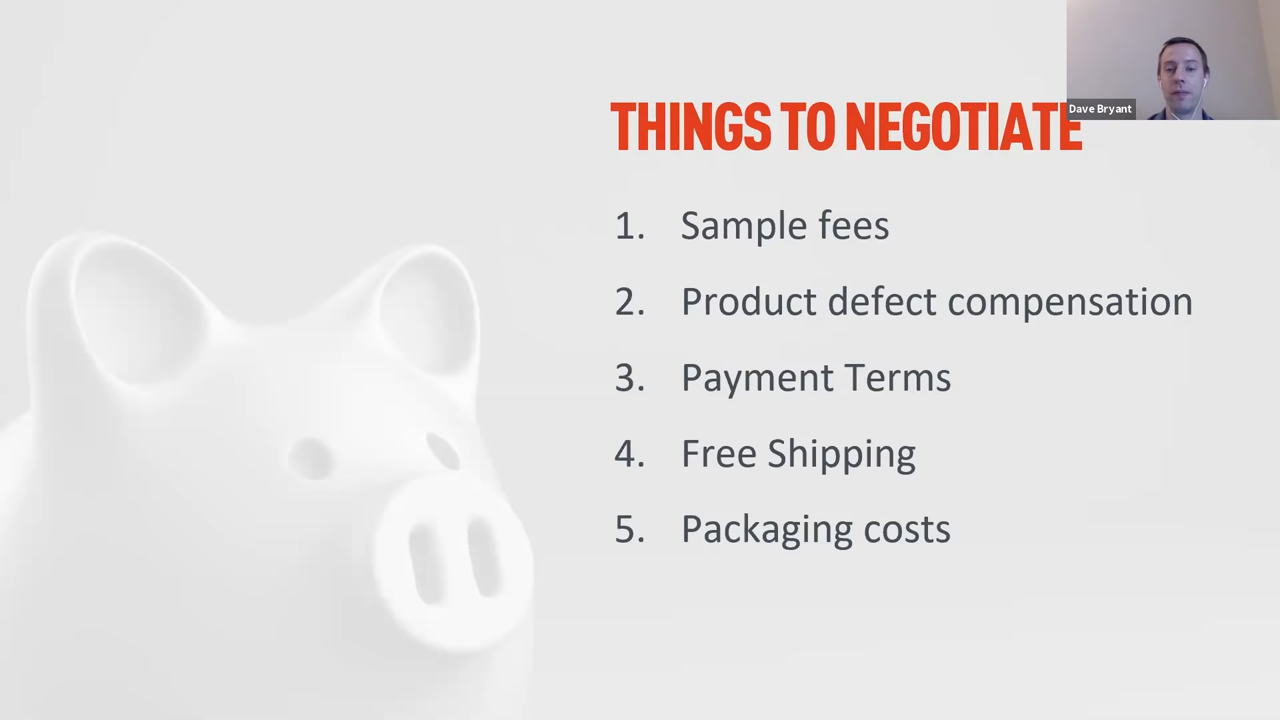 THINGS TO NEGOTIATE
Dave Bryant
1. Sample fees
2. Product defect compensation
3. Payment Terms
4. Free Shipping
5. Packaging costs